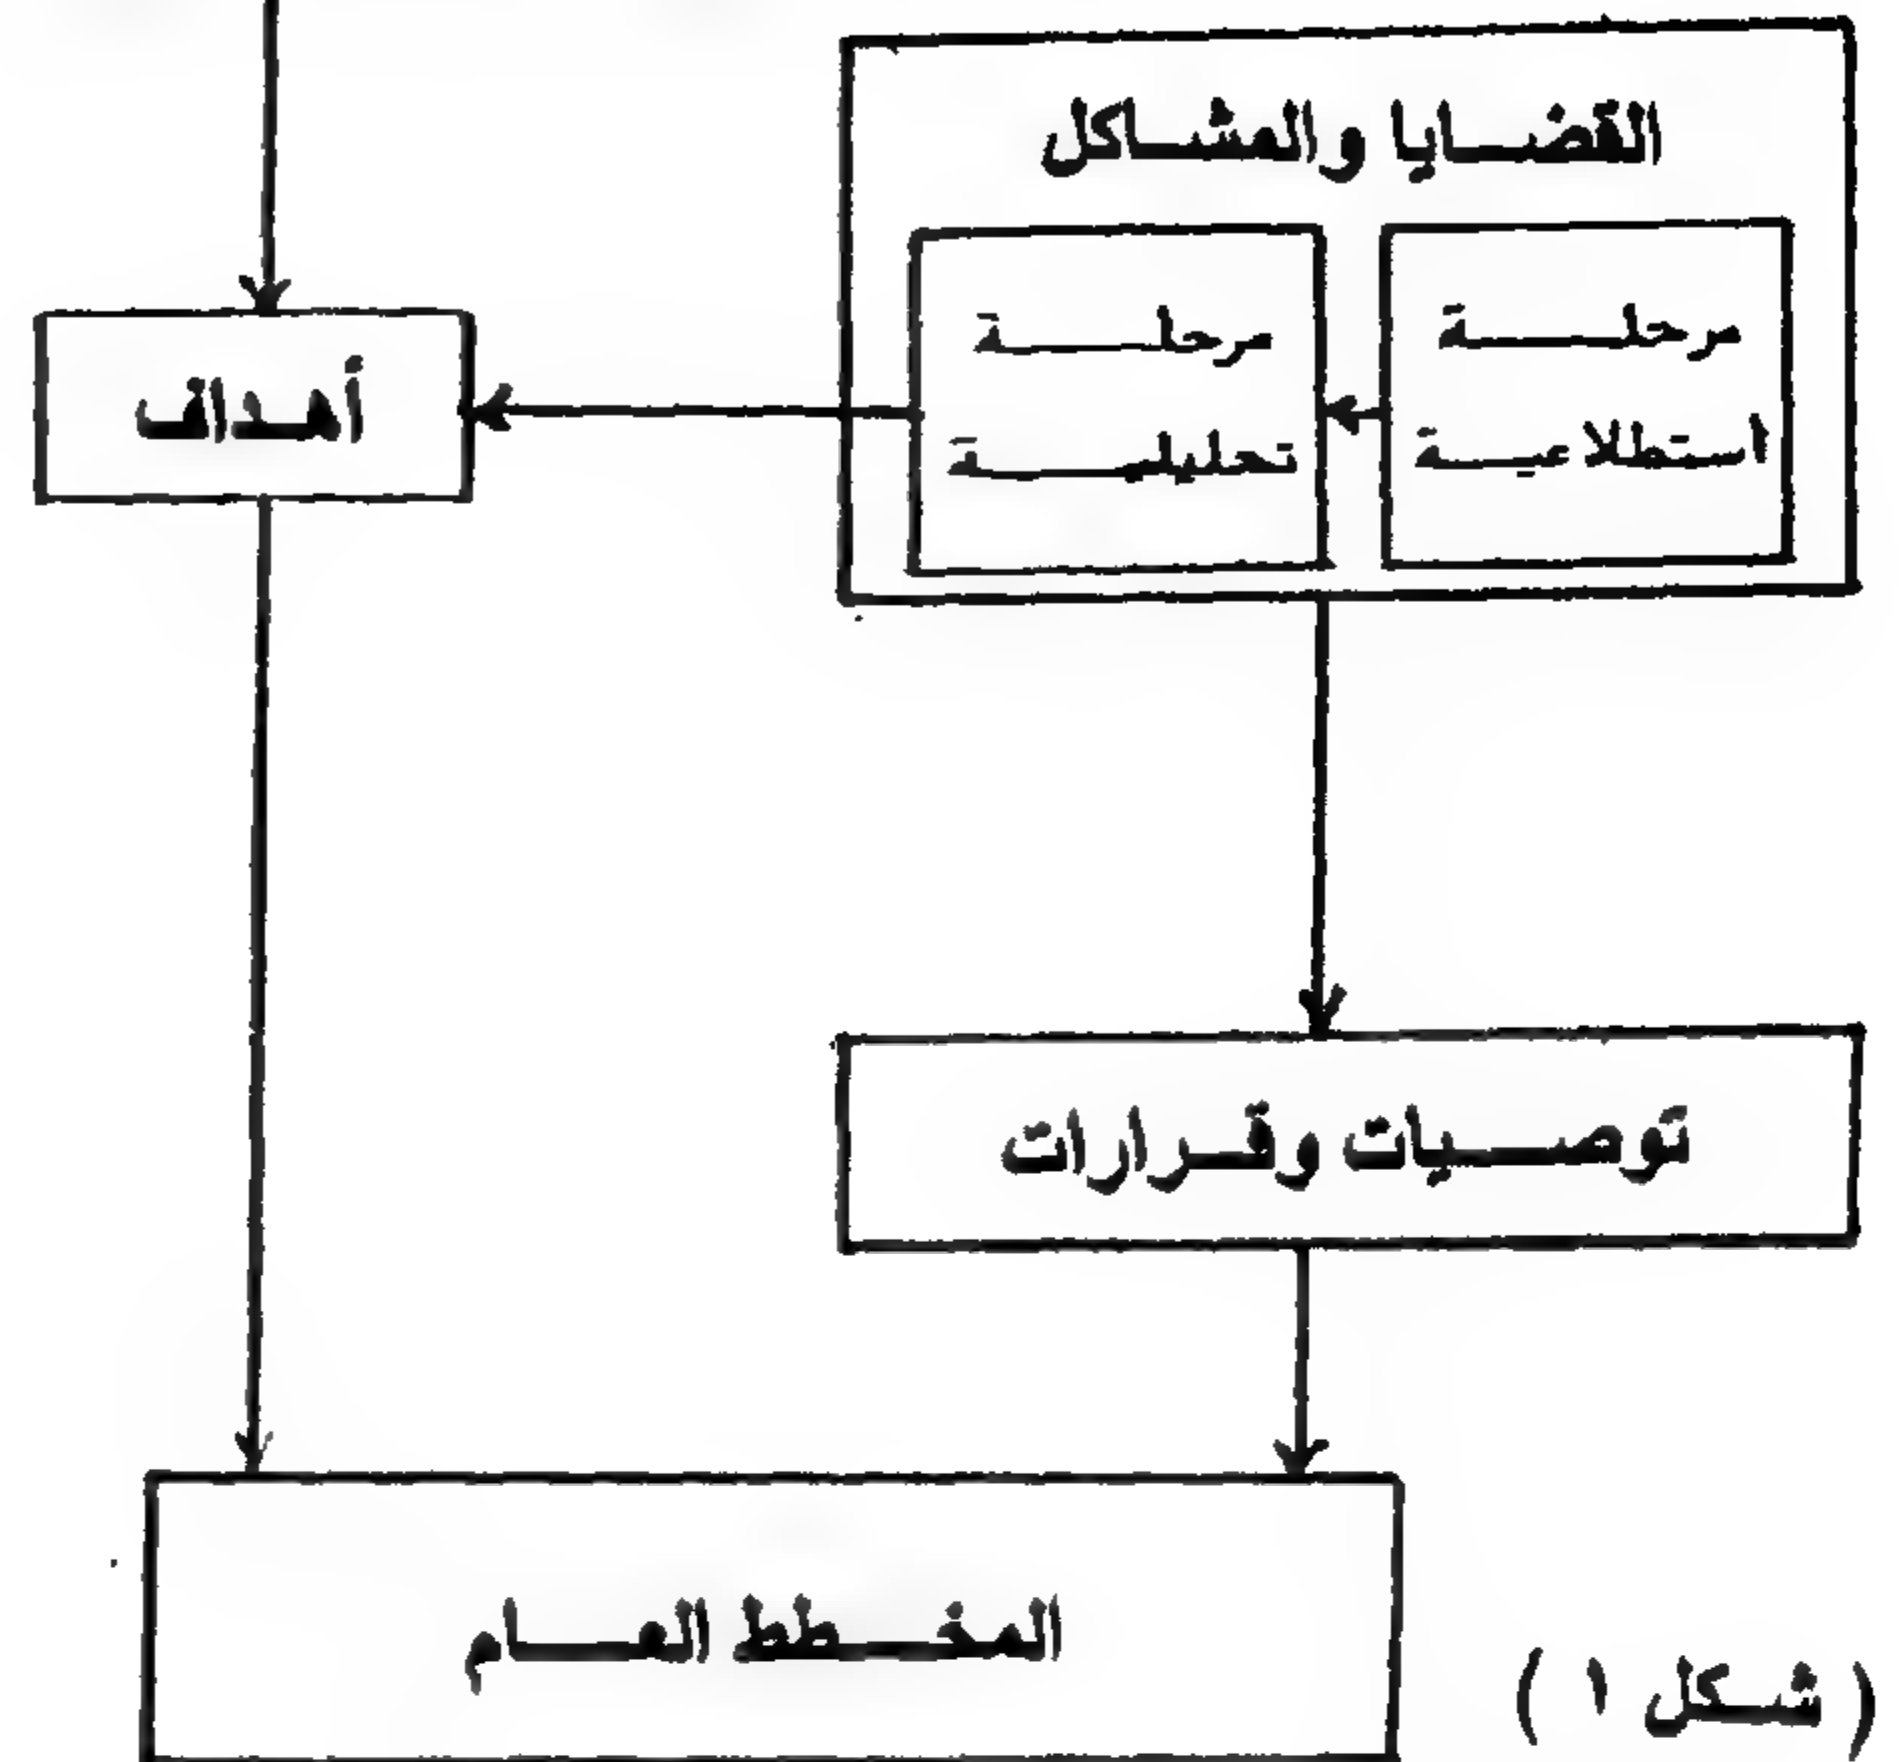 القضايا والمشاكل
مرحلة
استطلاعية
مرحلة
تحليلية
أهداف
توصيات وقرارات
المخطط العام
( شكل ١ )